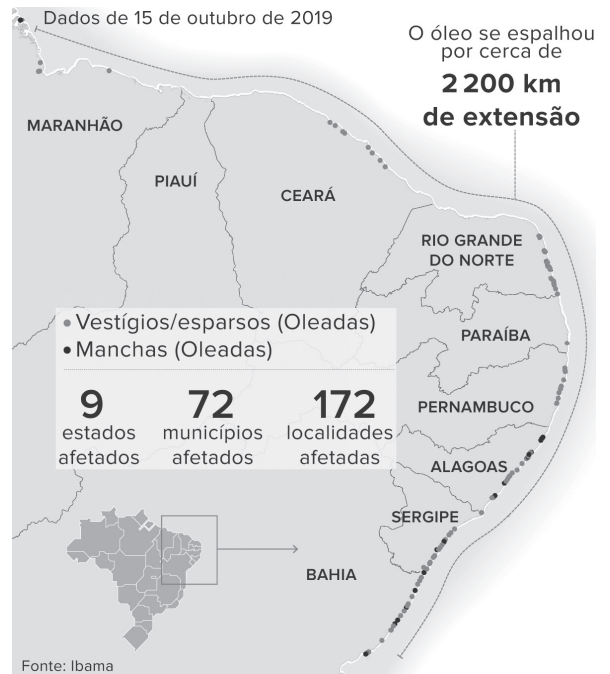 Dados de 15 de outubro de 2019
O óleo se espalhou
por cerca de
2 200 km
de extensão
MARANHÃO
PIAUÍ
CEARÁ
RIO GRANDE
DO NORTE
Vestígios/esparsos (Oleadas)
Manchas (Oleadas)
PARAÍBA
9
estados
afetados
72
municípios
afetados
172
localidades
afetadas
PERNAMBUCO
ALAGOAS
SERGIPE
BAHIA
Fonte: Ibama